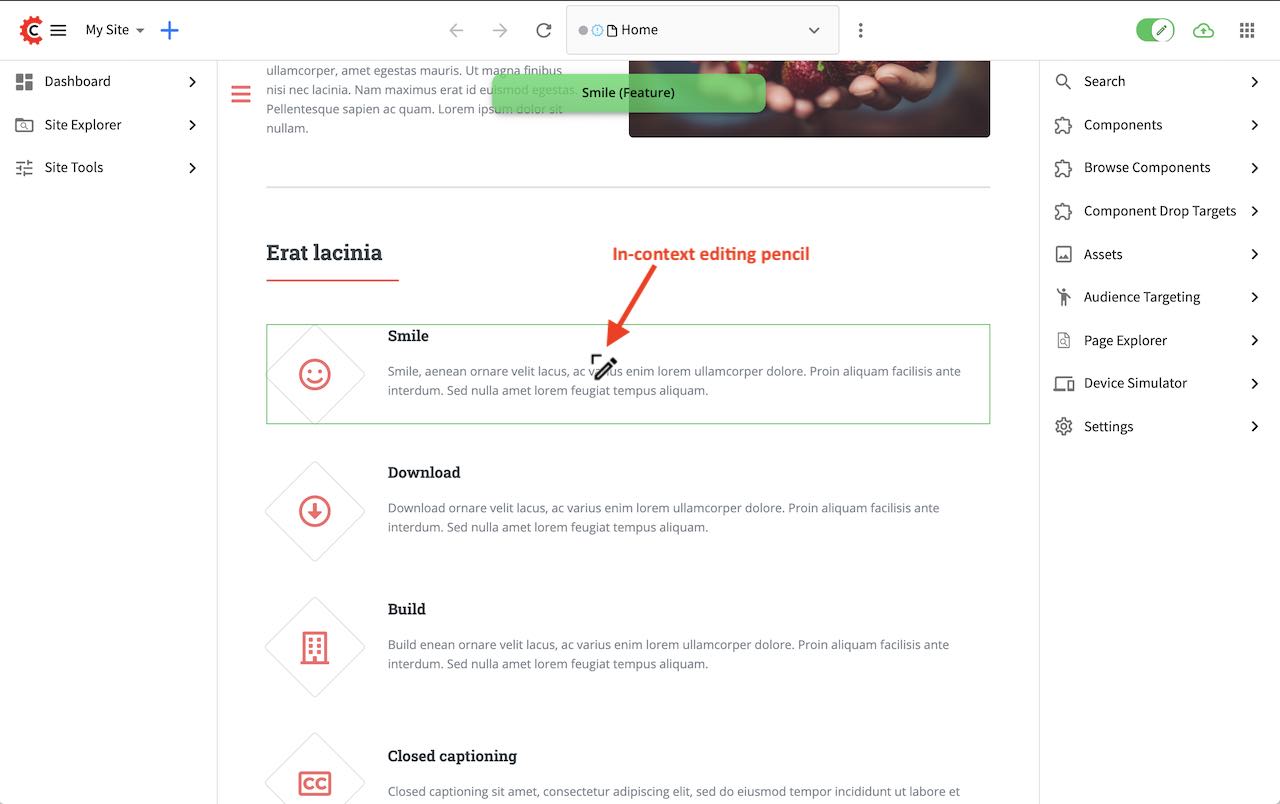 My Site
Home
Dashboard
Site Explorer
Site Tools
ullamcorper, amet egestas mauris. Ut magna finibus
nisi nec lacinia. Nam maximus erat id euismod egestas.
Pellentesque sapien ac quam. Lorem ipsum dolor sit
nullam.
Smile (Feature)
Erat lacinia
In-context editing pencil
Smile
Smile, aenean ornare velit lacus, ac varius enim lorem ullamcorper dolore. Proin aliquam facilisis ante
interdum. Sed nulla amet lorem feugiat tempus aliquam.
Download
Download ornare velit lacus, ac varius enim lorem ullamcorper dolore. Proin aliquam facilisis ante
interdum. Sed nulla amet lorem feugiat tempus aliquam.
Build
Build enean ornare velit lacus, ac varius enim lorem ullamcorper dolore. Proin aliquam facilisis ante
interdum. Sed nulla amet lorem feugiat tempus aliquam.
CC
Closed captioning
Closed captioning sit amet, consectetur adipiscing elit, sed do eiusmod tempor incididunt ut labore et
Search
Components
Browse Components
Component Drop Targets
Assets
Audience Targeting
Page Explorer
Device Simulator
Settings